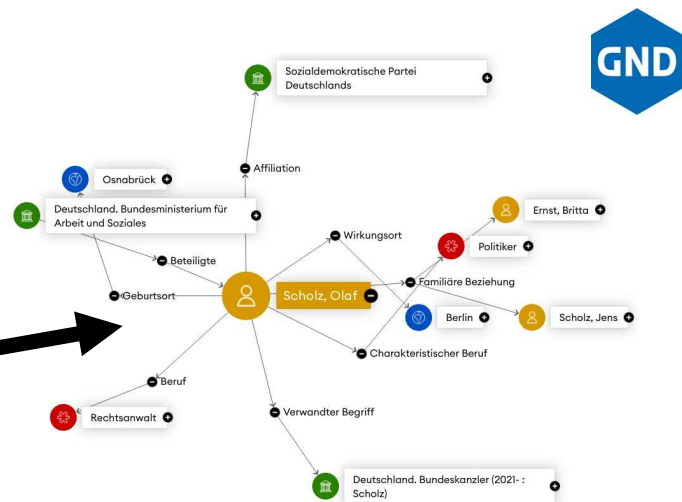 GND
Sozialdemokratische Partei
Deutschlands
Affiliation
Osnabrück
Deutschland. Bundesministerium für
Arbeit und Soziales
Ernst, Britta
Wirkungsort
Politiker
Beteiligte
Familiäre Beziehung
Geburtsort
Scholz, Olaf
Berlin
Scholz, Jens
Charakteristischer Beruf
Beruf
Rechtsanwalt
Verwandter Begriff
Deutschland. Bundeskanzler (2021- :
Scholz)